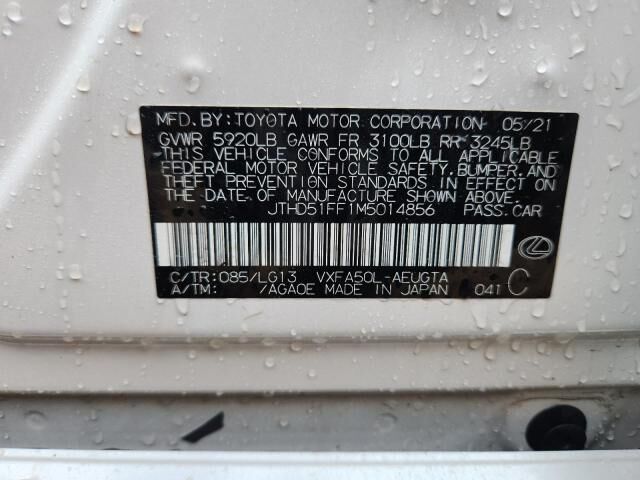 MFD. BY: TOYOTA MOTOR CORPORATION 05/21
GVWR 5920LB GAWR FR 3100LB RR 3245LB
THIS VEHICLE CONFORMS TO ALL APPLICABLE
FEDERAL MOTOR VEHICLE SAFETY, BUMPER, AND
THEFT PREVENTION STANDARDS IN EFFECT ON
THE DATE OF MANUFACTURE SHOWN ABOVE.
JTHD51FF1M5014856 PASS.CAR
C/TR: 085/LG13 VXFA50L-AEUGTA
A/TM: /AGA0E MADE IN JAPAN 041 C